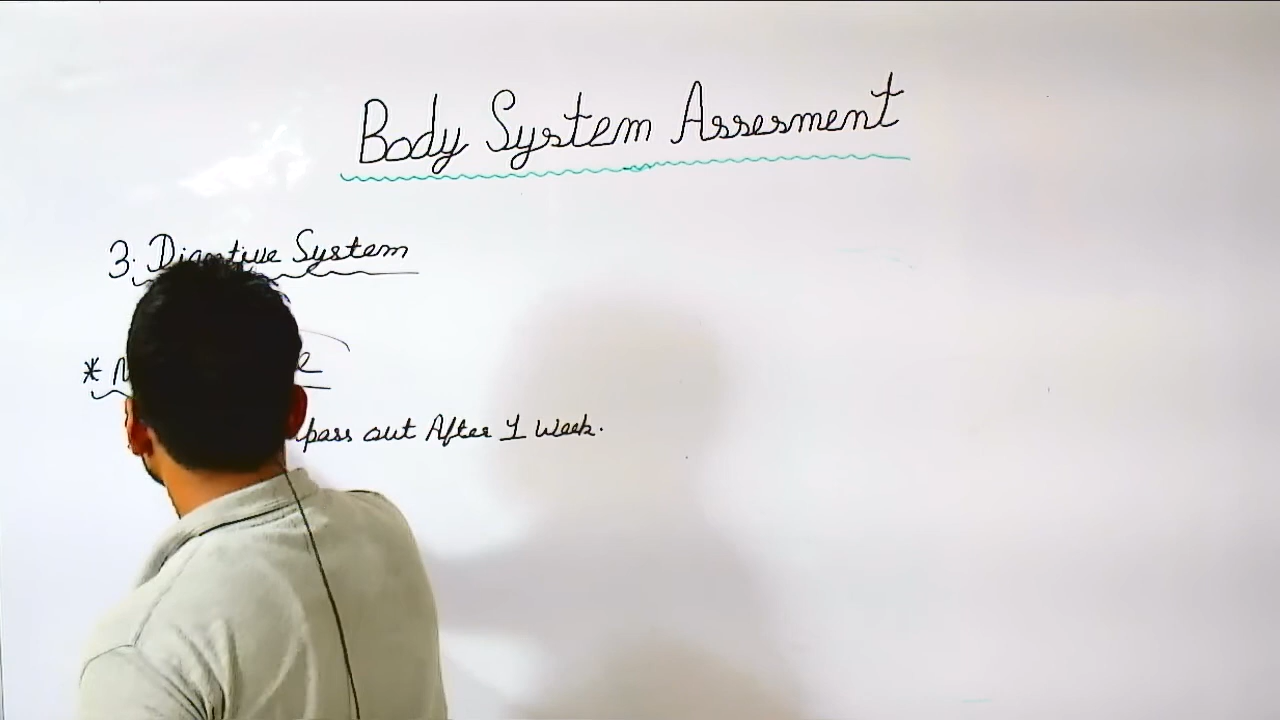 Body System Assesment
3. Digestive System
*
pass out After 1 Week.